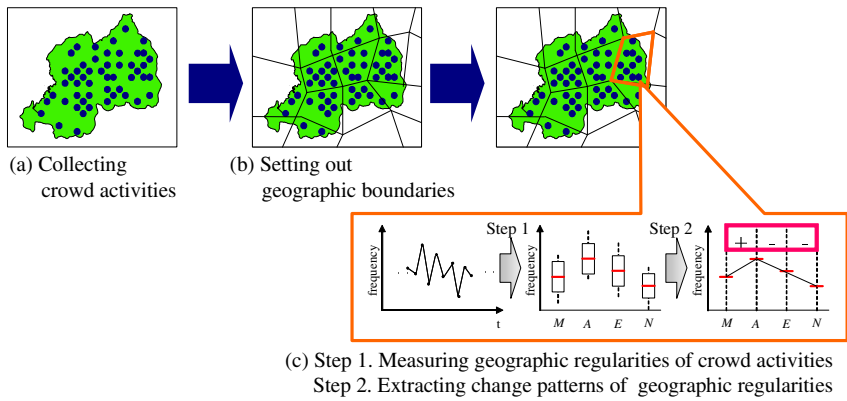 (a) Collecting
crowd activities
(b) Setting out
geographic boundaries
Step 1
Step 2
frequency
t
frequency
M A E N
frequency
+ - -
M A E N
(c) Step 1. Measuring geographic regularities of crowd activities
Step 2. Extracting change patterns of geographic regularities